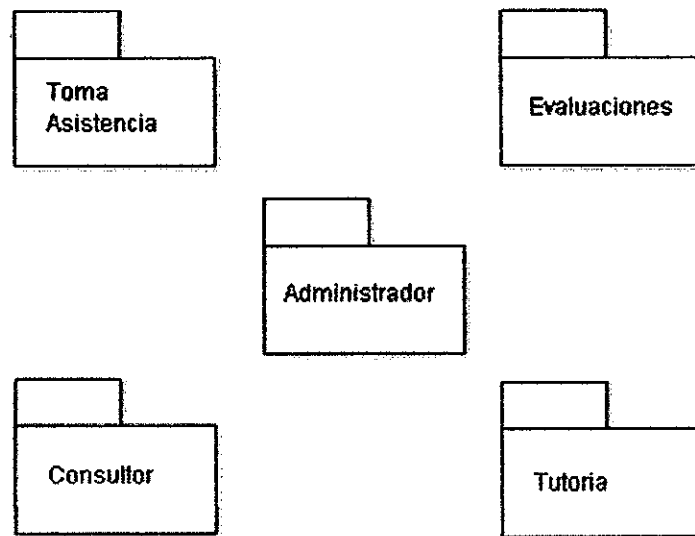 Toma
Asistencia
Evaluaciones
Administrador
Consultor
Tutoria